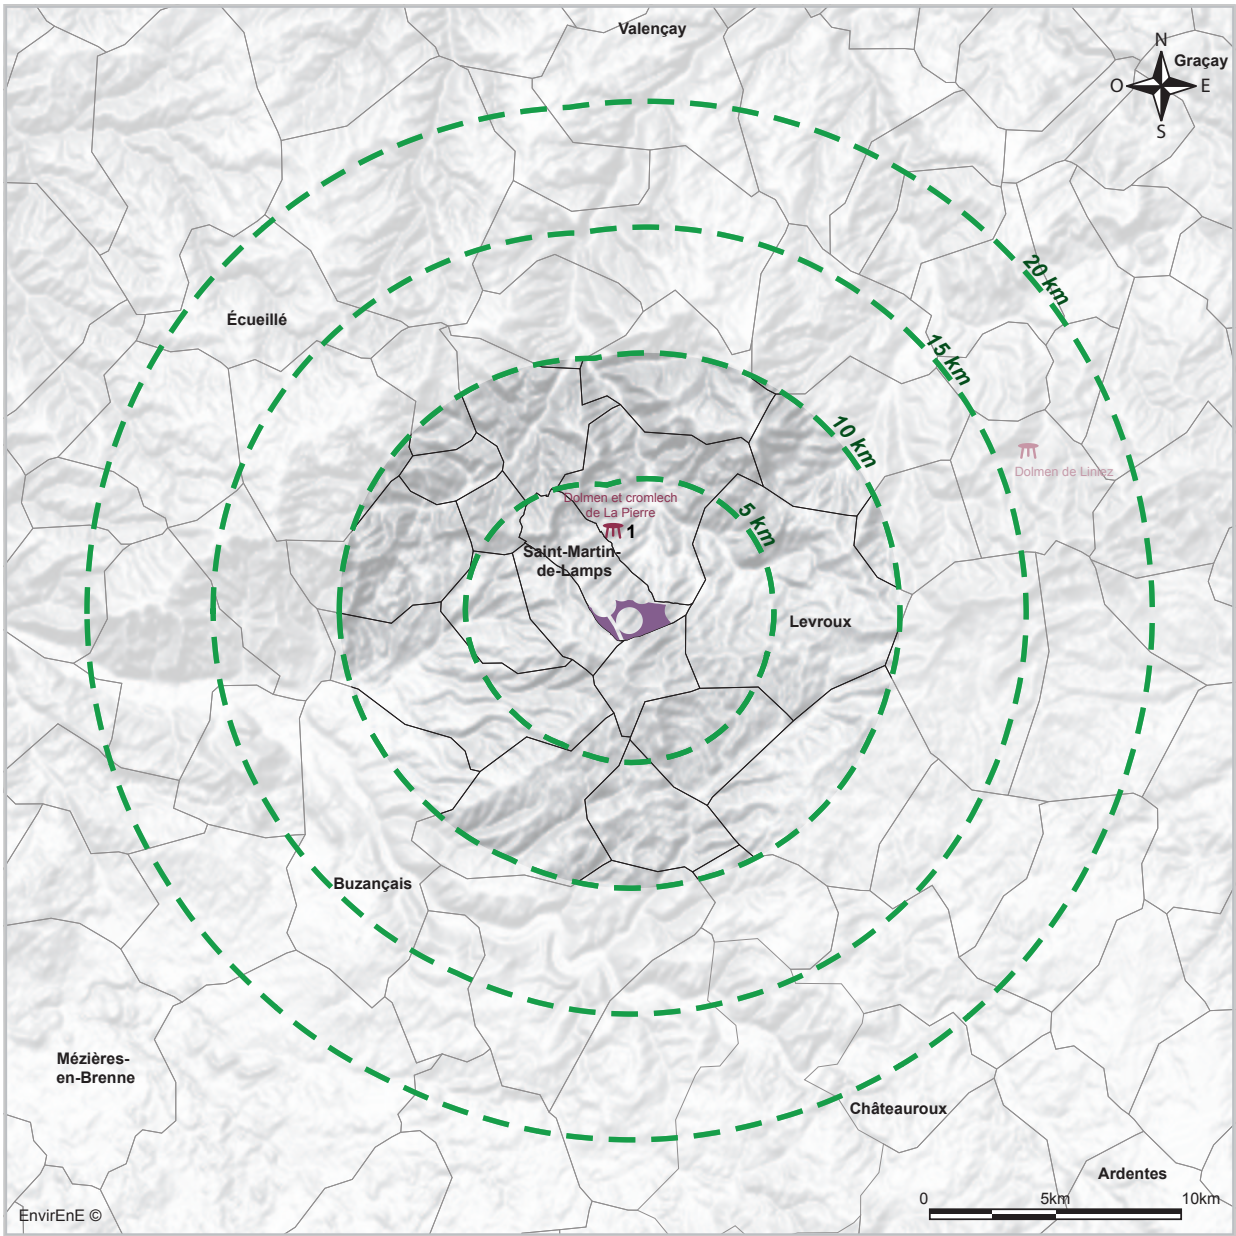 Valençay
N
Graçay
O
E
S
20 km
Écueillé
15 km
10 km
Dolmen de Liniez
Dolmen et cromlech
de La Pierre
1
5 km
Saint-Martin-
de-Lamps
Levroux
Buzançais
Mézières-
en-Brenne
Châteauroux
Ardentes
0
5km
10km
EnvirEnE ©